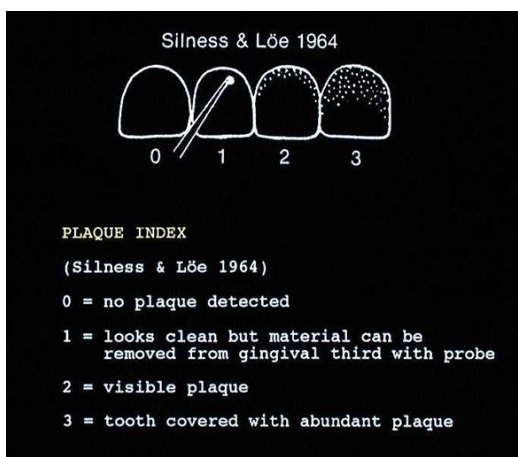 Silness & Löe 1964
0 1 2 3
PLAQUE INDEX
(Silness & Löe 1964)
0 = no plaque detected
1 = looks clean but material can be
removed from gingival third with probe
2 = visible plaque
3 = tooth covered with abundant plaque